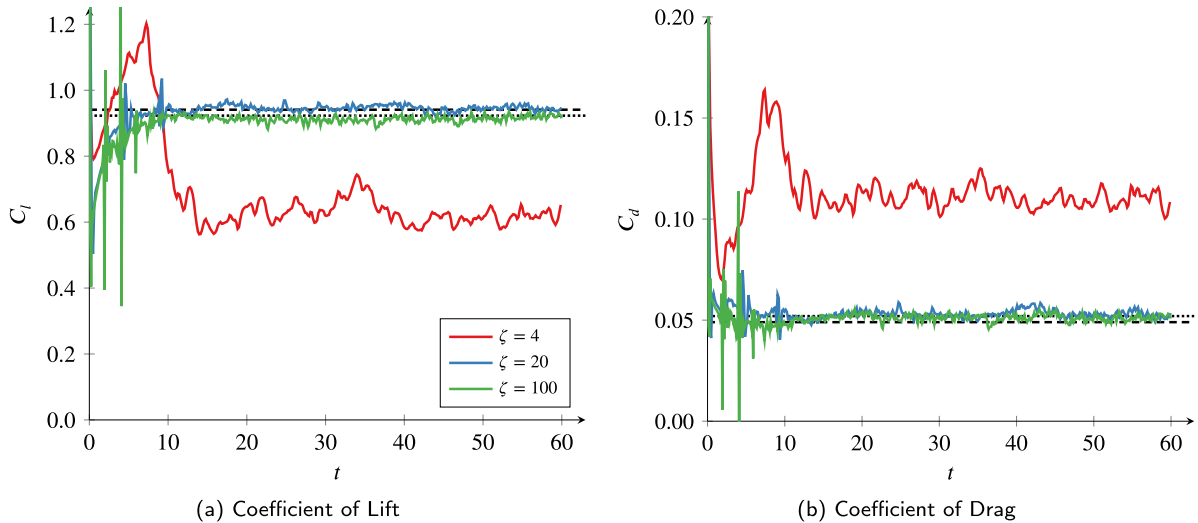 1.2
1.0
0.8
0.6
0.4
0.2
0.0
C_l
0 10 20 30 40 50 60
t
ζ = 4
ζ = 20
ζ = 100
(a) Coefficient of Lift
0.20
0.15
0.10
0.05
0.00
C_d
0 10 20 30 40 50 60
t
(b) Coefficient of Drag